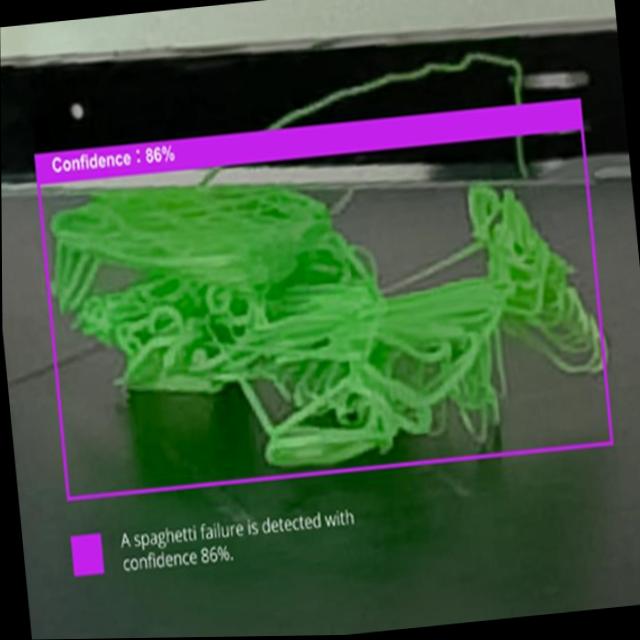 Confidence : 86%
A spaghetti failure is detected with
confidence 86%.